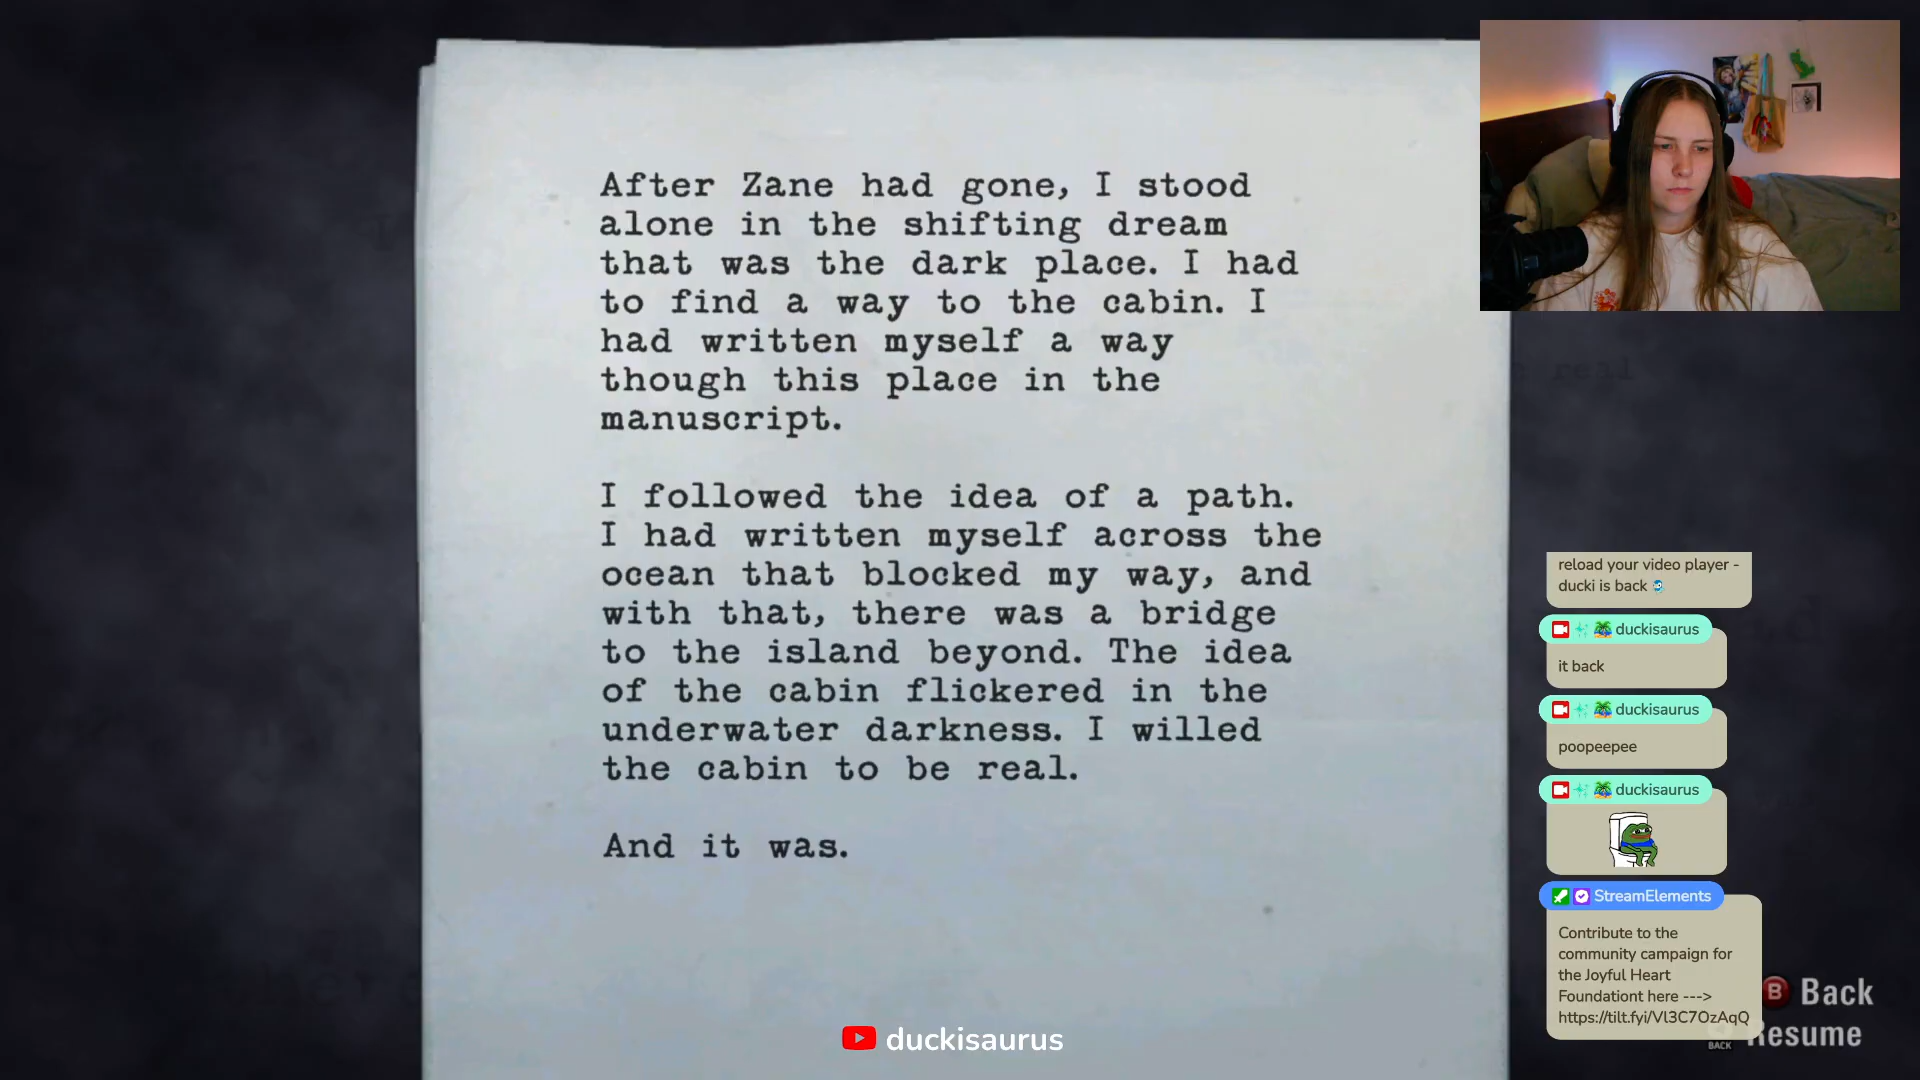 After Zane had gone, I stood
alone in the shifting dream
that was the dark place. I had
to find a way to the cabin. I
had written myself a way
though this place in the
manuscript.
I followed the idea of a path.
I had written myself across the
ocean that blocked my way, and
with that, there was a bridge
to the island beyond. The idea
of the cabin flickered in the
underwater darkness. I willed
the cabin to be real.
And it was.
reload your video player -
ducki is back
duckisaurus
it back
duckisaurus
poopeepee
duckisaurus
StreamElements
Contribute to the
community campaign for
the Joyful Heart
Foundationt here --->
https://tilt.fyi/Vl3C7OzAqQ
B Back
BACK Resume
duckisaurus